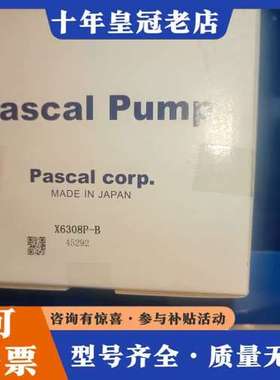 十年皇冠老店
ascal Pump
Pascal corp.
MADE IN JAPAN
X6308P-B
45292
可
票
咨询有惊喜·参与补贴活动
型号齐全·质量无